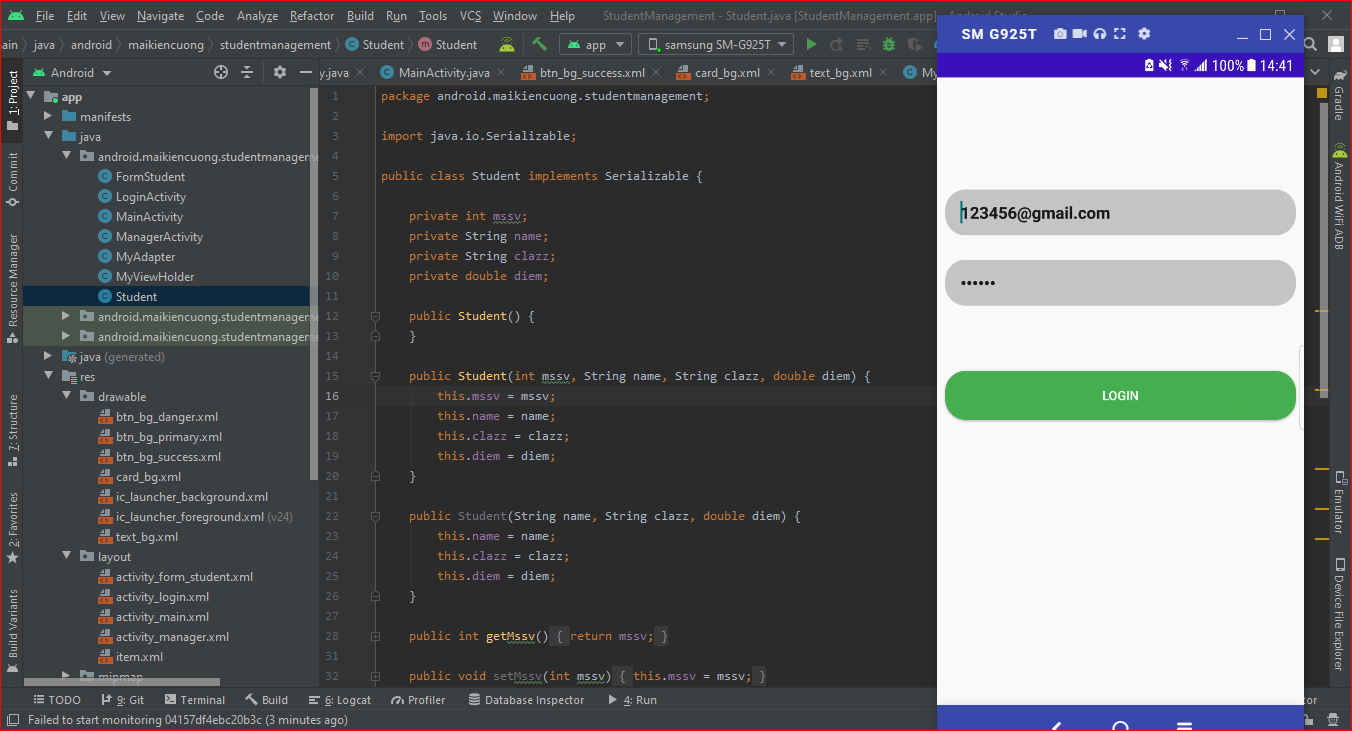 File Edit View Navigate Code Analyze Refactor Build Run Tools VCS Window Help StudentManagement - Student.java [StudentManagement.app]
java android maikiencuong studentmanagement Student Student app samsung SM-G925T
Android
MainActivity.java btn_bg_success.xml card_bg.xml text_bg.xml
1: Project
Commit
Resource Manager
7: Structure
2: Favorites
Build Variants
app
manifests
java
android.maikiencuong.studentmanageme
FormStudent
LoginActivity
MainActivity
ManagerActivity
MyAdapter
MyViewHolder
Student
android.maikiencuong.studentmanageme
android.maikiencuong.studentmanageme
java (generated)
res
drawable
btn_bg_danger.xml
btn_bg_primary.xml
btn_bg_success.xml
card_bg.xml
ic_launcher_background.xml
ic_launcher_foreground.xml (v24)
text_bg.xml
layout
activity_form_student.xml
activity_login.xml
activity_main.xml
activity_manager.xml
item.xml
mipmap
1 package android.maikiencuong.studentmanagement;
2
3 import java.io.Serializable;
4
5 public class Student implements Serializable {
6
7 private int mssv;
8 private String name;
9 private String clazz;
10 private double diem;
11
12 public Student() {
13 }
14
15 public Student(int mssv, String name, String clazz, double diem) {
16 this.mssv = mssv;
17 this.name = name;
18 this.clazz = clazz;
19 this.diem = diem;
20 }
21
22 public Student(String name, String clazz, double diem) {
23 this.name = name;
24 this.clazz = clazz;
25 this.diem = diem;
26 }
27
28 public int getMssv() { return mssv; }
31
32 public void setMssv(int mssv) { this.mssv = mssv; }
SM G925T
100% 14:41
123456@gmail.com
••••••
LOGIN
Gradle
Android WiFi ADB
Emulator
Device File Explorer
TODO 9: Git Terminal Build 6: Logcat Profiler Database Inspector 4: Run
Failed to start monitoring 04157df4ebc20b3c (3 minutes ago)